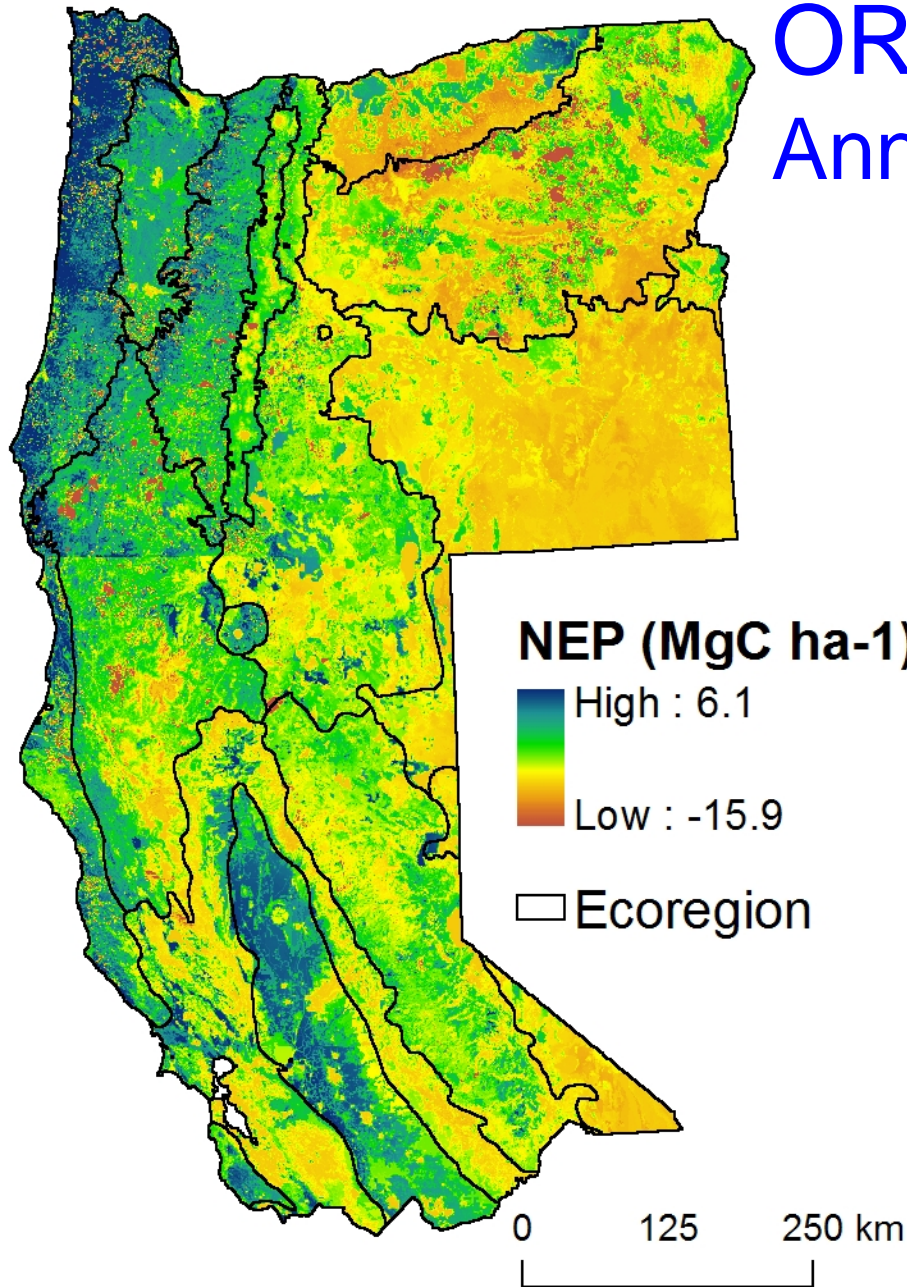 OR
Ann
NEP (MgC ha-1)
High : 6.1
Low : -15.9
Ecoregion
0 125 250 km